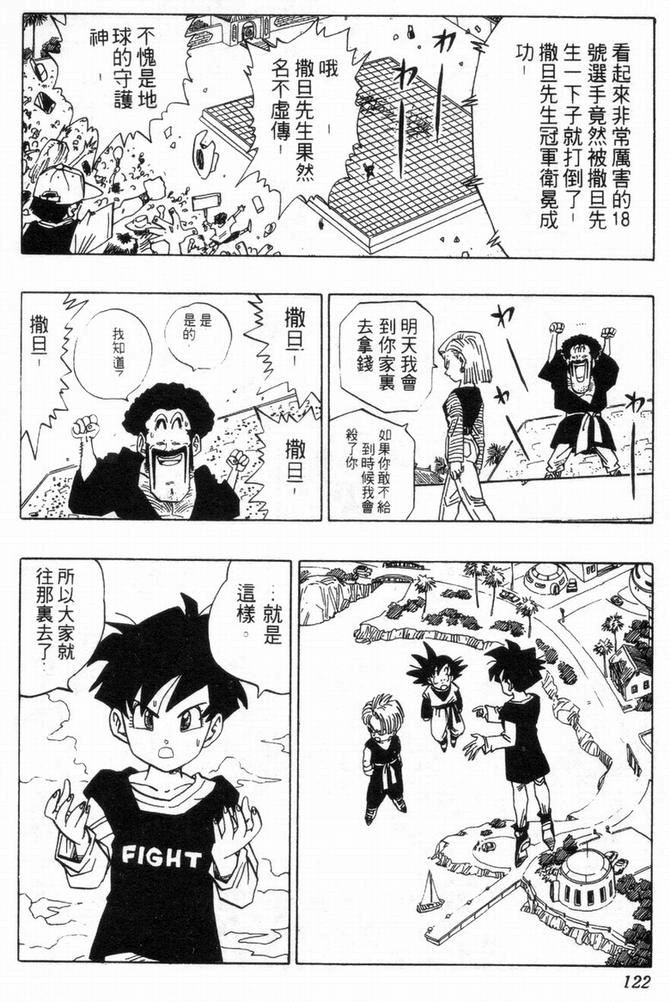 看起來非常厲害的18
號選手竟然被撒旦先
生一下子就打倒了!
撒旦先生冠軍衛冕成
功!
わ
わ
哦
撒旦先生果然
名不虛傳!
不愧是地
球的守護
神!
わ
わ
明天我會
到你家裏
去拿錢
如果你敢不給
到時候我會
殺了你
撒旦!
撒旦!
是
是的.
我知道了
撒旦!
…就是
這樣。
所以大家就
往那裏去了…
FIGHT
122